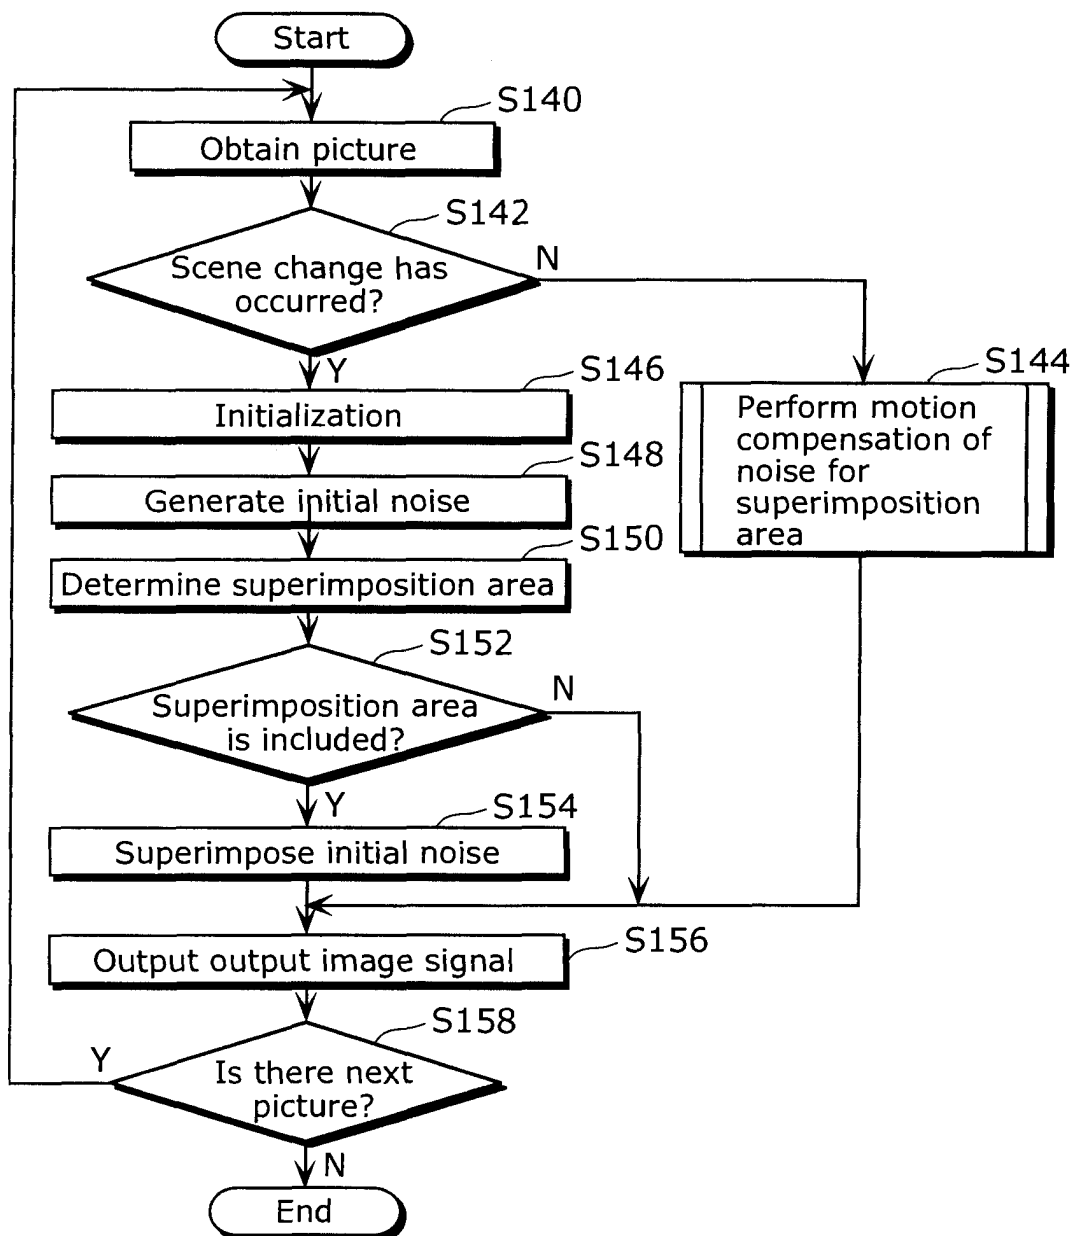 Start
S140
Obtain picture
S142
Scene change has
occurred?
N
Y
S146
Initialization
S144
Perform motion
compensation of
noise for
superimposition
area
S148
Generate initial noise
S150
Determine superimposition area
S152
Superimposition area
is included?
N
Y
S154
Superimpose initial noise
S156
Output output image signal
S158
Is there next
picture?
Y
N
End